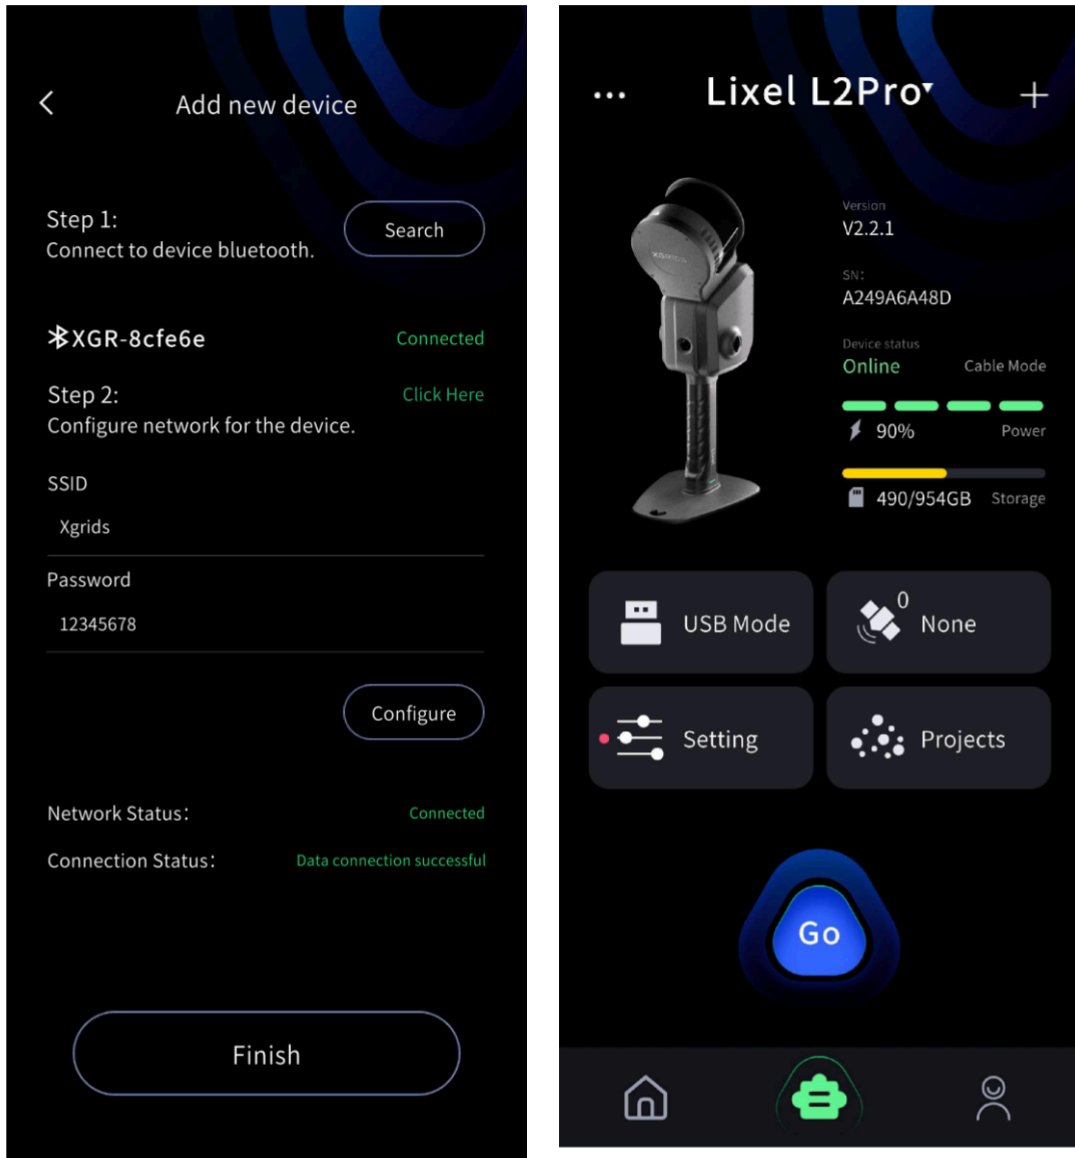 Add new device
Step 1:
Connect to device bluetooth.
Search
XGR-8cfe6e
Connected
Step 2:
Click Here
Configure network for the device.
SSID
Xgrids
Password
12345678
Configure
Network Status:
Connected
Connection Status:
Data connection successful
Finish
Lixel L2Pro
XGRIDS
Version
V2.2.1
SN:
A249A6A48D
Device status
Online
Cable Mode
90%
Power
490/954GB
Storage
USB Mode
0
None
Setting
Projects
Go